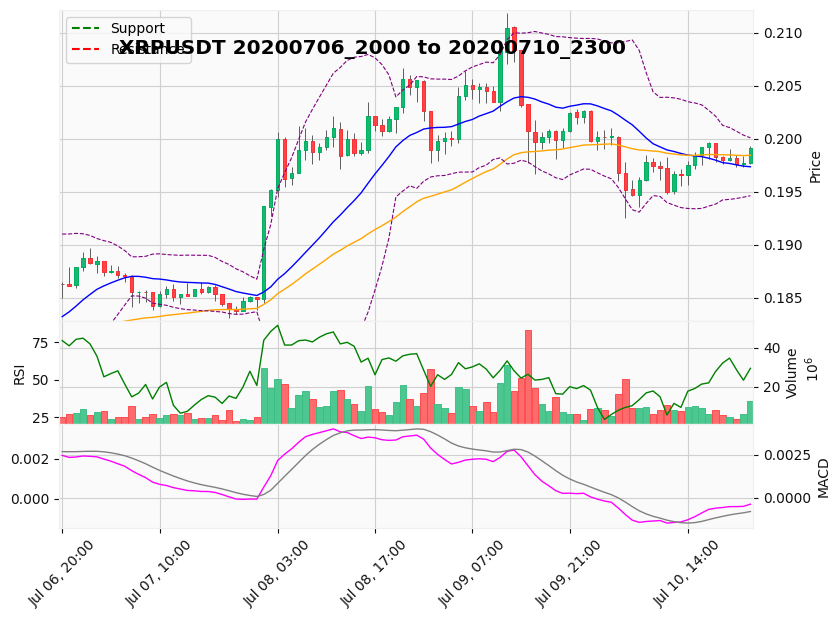 XRPUSDT 20200706_2000 to 20200710_2300
Support
Resistance
0.210
0.205
0.200
0.195
0.190
0.185
Price
75
50
25
RSI
40
20
Volume
10⁶
0.002
0.000
0.0025
0.0000
MACD
Jul 06, 20:00
Jul 07, 10:00
Jul 08, 03:00
Jul 08, 17:00
Jul 09, 07:00
Jul 09, 21:00
Jul 10, 14:00